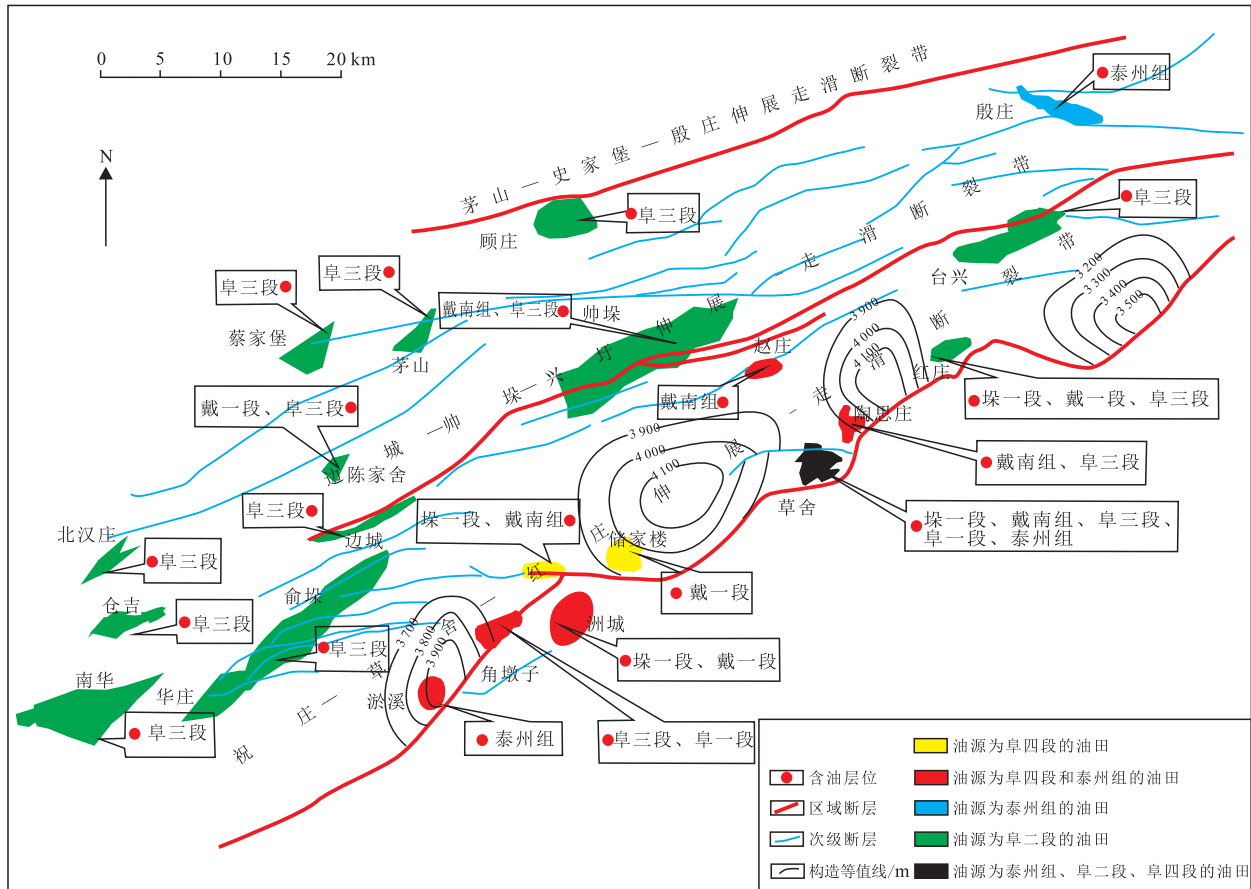 0 5 10 15 20 km
N
茅山—史家堡—殷庄伸展走滑断裂带
泰州组
殷庄
阜三段
顾庄
阜三段
台兴
阜三段
蔡家堡
阜三段
茅山
戴南组、阜三段
帅垛
边城—帅垛—兴圩伸展—走滑断裂带
3 200
3 300
3 400
3 500
3 900
4 000
4 100
赵庄
戴南组
红庄
垛一段、戴一段、阜三段
陶思庄
戴南组、阜三段
戴一段、阜三段
陈家舍
3 900
4 000
4 100
草舍
垛一段、戴南组、阜三段、
阜一段、泰州组
阜三段
边城
垛一段、戴南组
储家楼
戴一段
北汉庄
阜三段
仓吉
阜三段
俞垛
阜三段
华庄
南华
阜三段
3 700
3 800
3 900
淤溪
泰州组
角墩子
阜三段、阜一段
洲城
垛一段、戴一段
祝庄—草舍—红庄伸展—走滑断裂带
含油层位
区域断层
次级断层
构造等值线/m
油源为阜四段的油田
油源为阜四段和泰州组的油田
油源为泰州组的油田
油源为阜二段的油田
油源为泰州组、阜二段、阜四段的油田